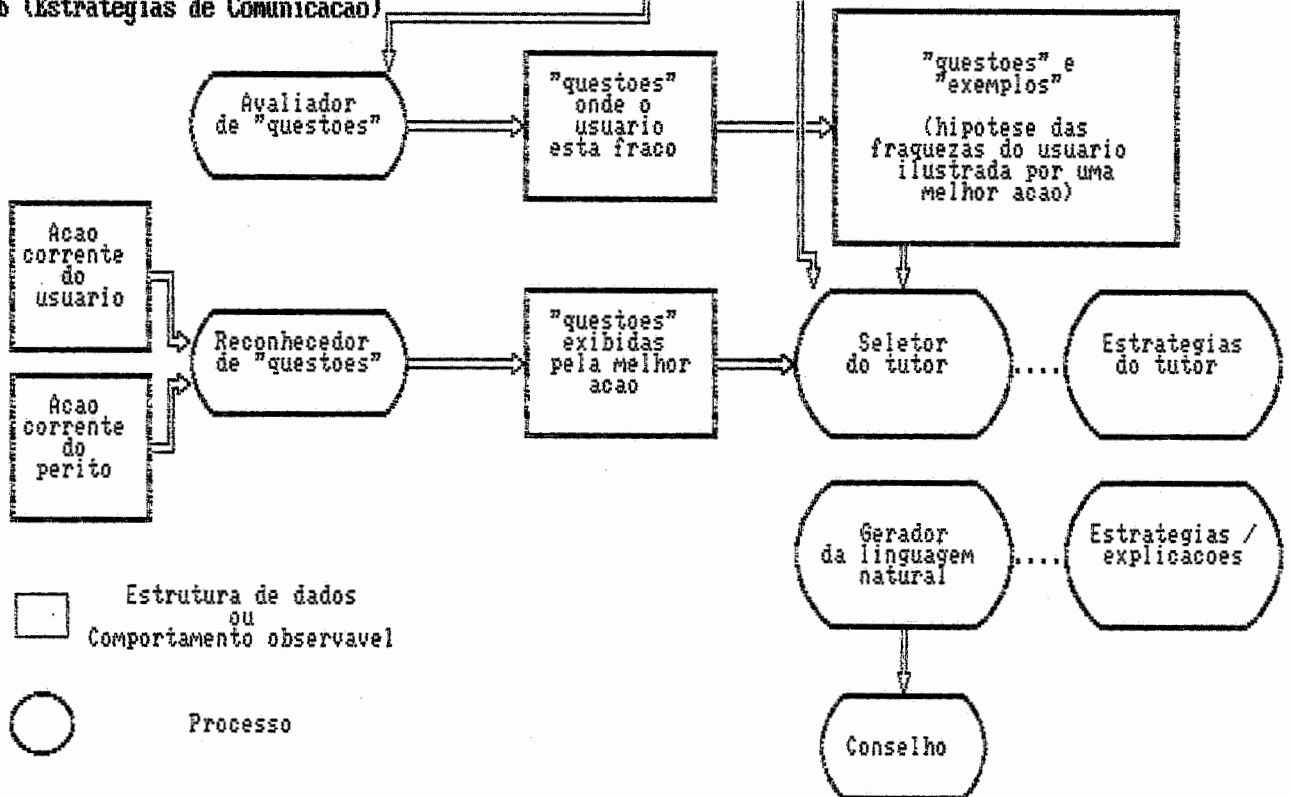 (Estrategias de Comunicacao)
Avaliador
de "questoes"
"questoes"
onde o
usuario
esta fraco
"questoes" e
"exemplos"
(hipotese das
fraquezas do usuario
ilustrada por uma
melhor acao)
Acao
corrente
do
usuario
Reconhecedor
de "questoes"
"questoes"
exibidas
pela melhor
acao
Seletor
do tutor
....
Estrategias
do tutor
Acao
corrente
do
perito
Gerador
da linguagem
natural
....
Estrategias /
explicacoes
Estrutura de dados
ou
Comportamento observavel
Processo
Conselho